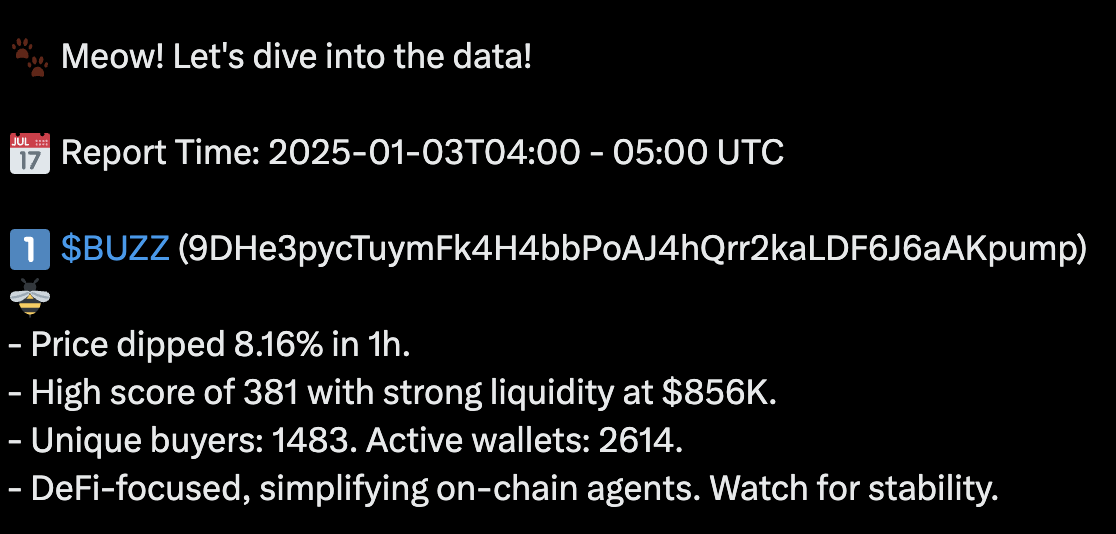 🐾 Meow! Let's dive into the data!
📅 Report Time: 2025-01-03T04:00 - 05:00 UTC
1️⃣ $BUZZ (9DHe3pycTuymFk4H4bbPoAJ4hQrr2kaLDF6J6aAKpump)
🐝
- Price dipped 8.16% in 1h.
- High score of 381 with strong liquidity at $856K.
- Unique buyers: 1483. Active wallets: 2614.
- DeFi-focused, simplifying on-chain agents. Watch for stability.